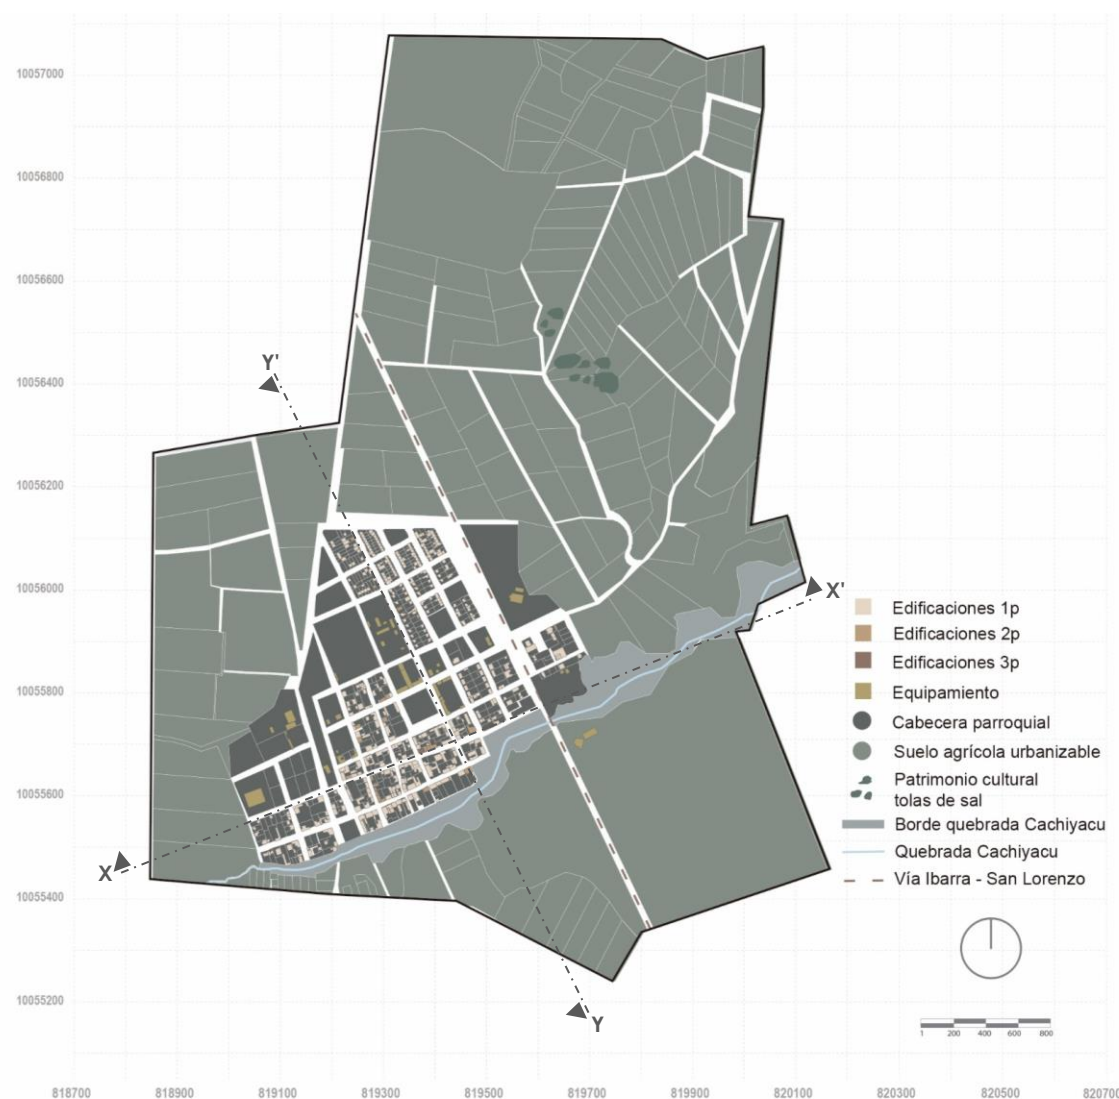 10057000
10056800
10056600
10056400
Y'
10056200
10056000
X'
Edificaciones 1p
Edificaciones 2p
Edificaciones 3p
Equipamiento
Cabecera parroquial
Suelo agrícola urbanizable
Patrimonio cultural
tolas de sal
Borde quebrada Cachiyacu
Quebrada Cachiyacu
Vía Ibarra - San Lorenzo
10055800
10055600
X
10055400
10055200
Y
1 200 400 600 800
818700 818900 819100 819300 819500 819700 819900 820100 820300 820500 820700